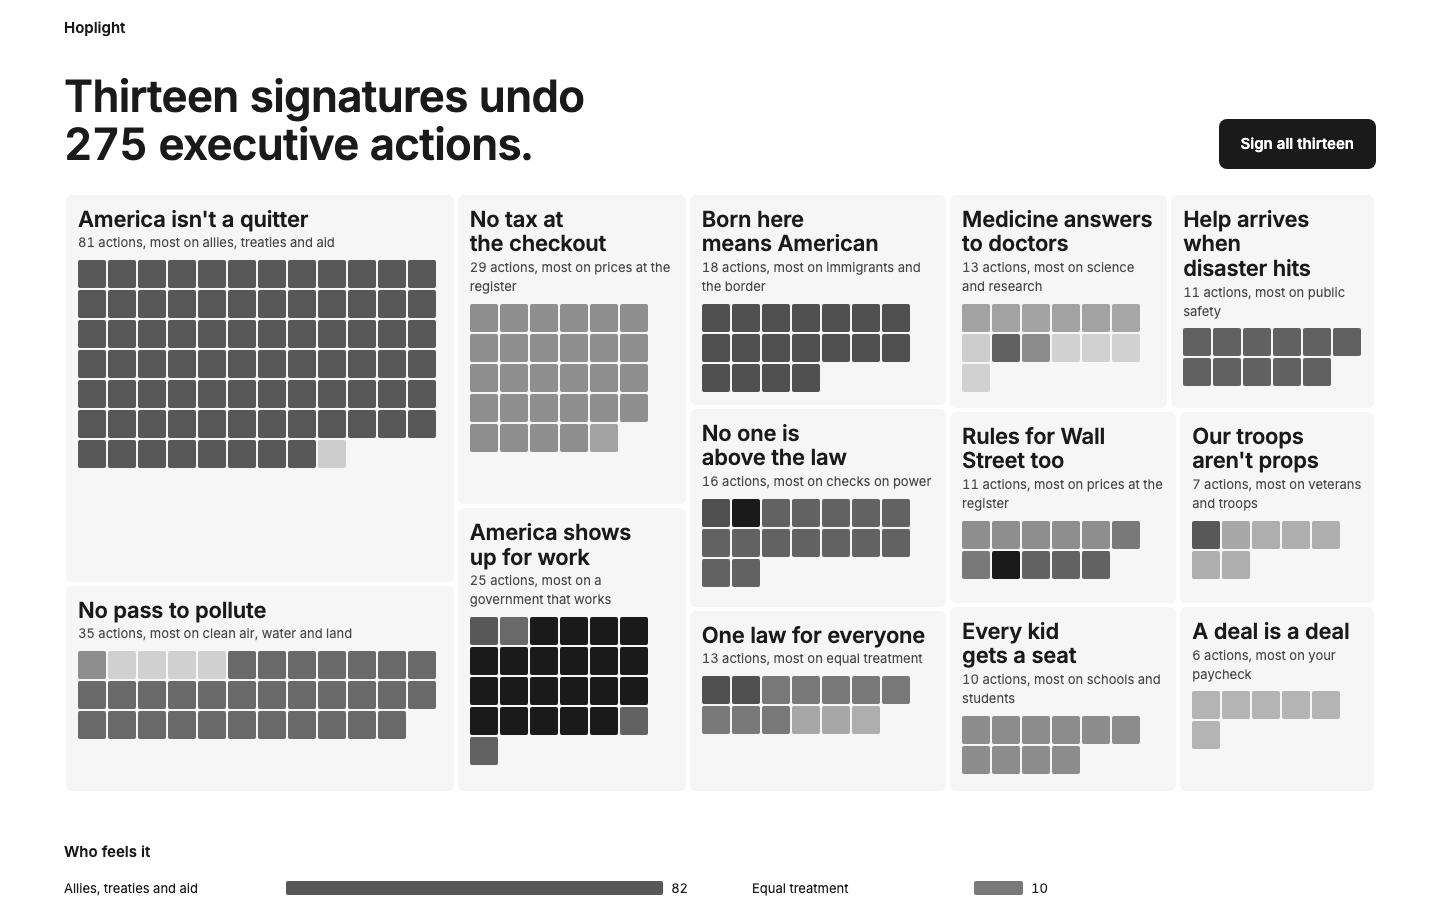 Hoplight
Thirteen signatures undo
275 executive actions.
Sign all thirteen
America isn't a quitter
81 actions, most on allies, treaties and aid
No pass to pollute
35 actions, most on clean air, water and land
No tax at
the checkout
29 actions, most on prices at the
register
America shows
up for work
25 actions, most on a
government that works
Born here
means American
18 actions, most on immigrants and
the border
No one is
above the law
16 actions, most on checks on power
One law for everyone
13 actions, most on equal treatment
Medicine answers
to doctors
13 actions, most on science
and research
Help arrives
when
disaster hits
11 actions, most on public
safety
Rules for Wall
Street too
11 actions, most on prices at the
register
Our troops
aren't props
7 actions, most on veterans
and troops
Every kid
gets a seat
10 actions, most on schools and
students
A deal is a deal
6 actions, most on your
paycheck
Who feels it
Allies, treaties and aid 82
Equal treatment 10